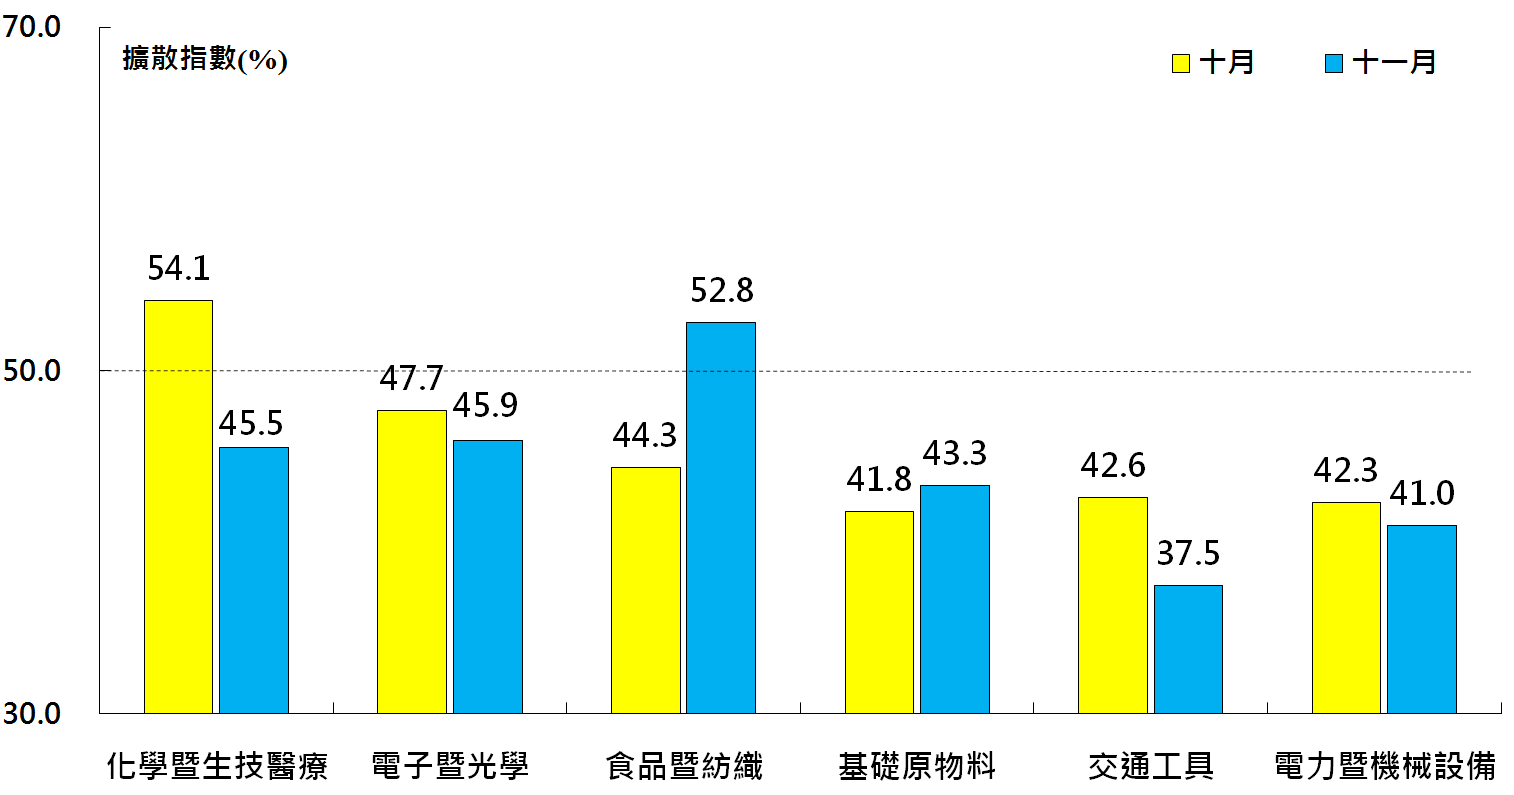 70.0
擴散指數(%)
十月
十一月
54.1
52.8
50.0
47.7
45.9
45.5
44.3
41.8
43.3
42.6
42.3
41.0
37.5
30.0
化學暨生技醫療
電子暨光學
食品暨紡織
基礎原物料
交通工具
電力暨機械設備